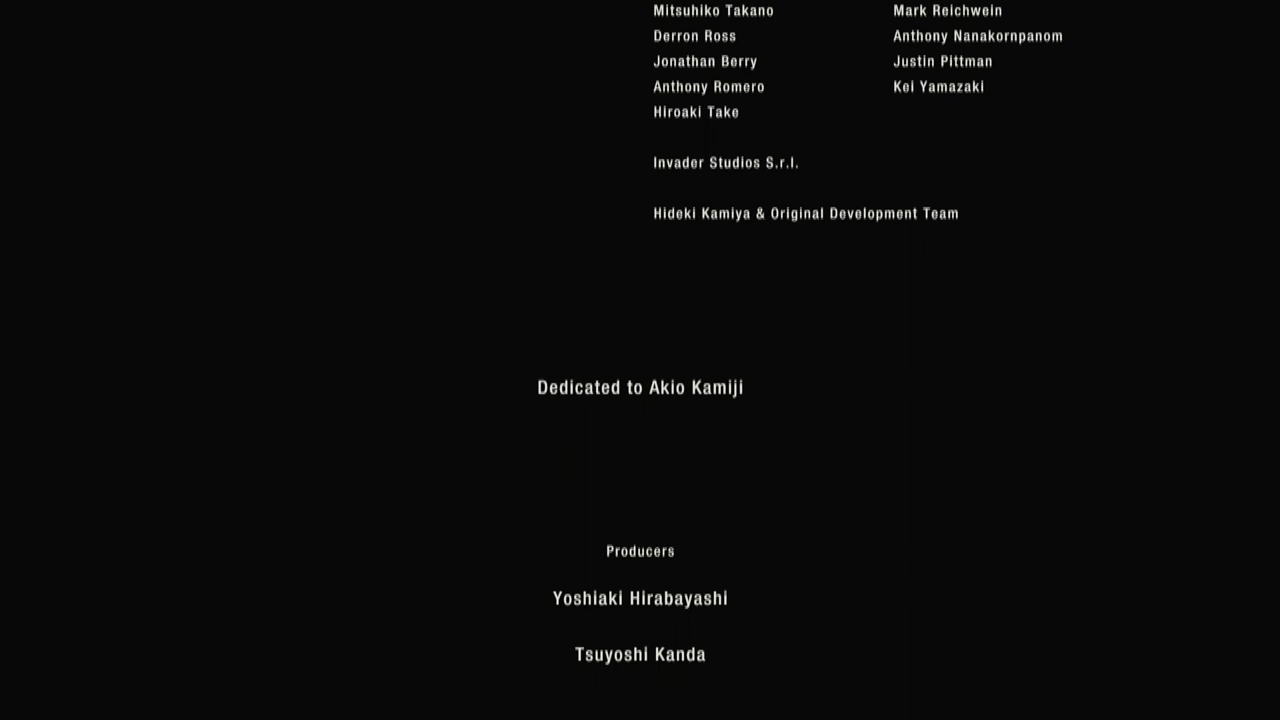 Mitsuhiko Takano Mark Reichwein
Derron Ross Anthony Nanakornpanom
Jonathan Berry Justin Pittman
Anthony Romero Kei Yamazaki
Hiroaki Take
Invader Studios S.r.l.
Hideki Kamiya & Original Development Team
Dedicated to Akio Kamiji
Producers
Yoshiaki Hirabayashi
Tsuyoshi Kanda